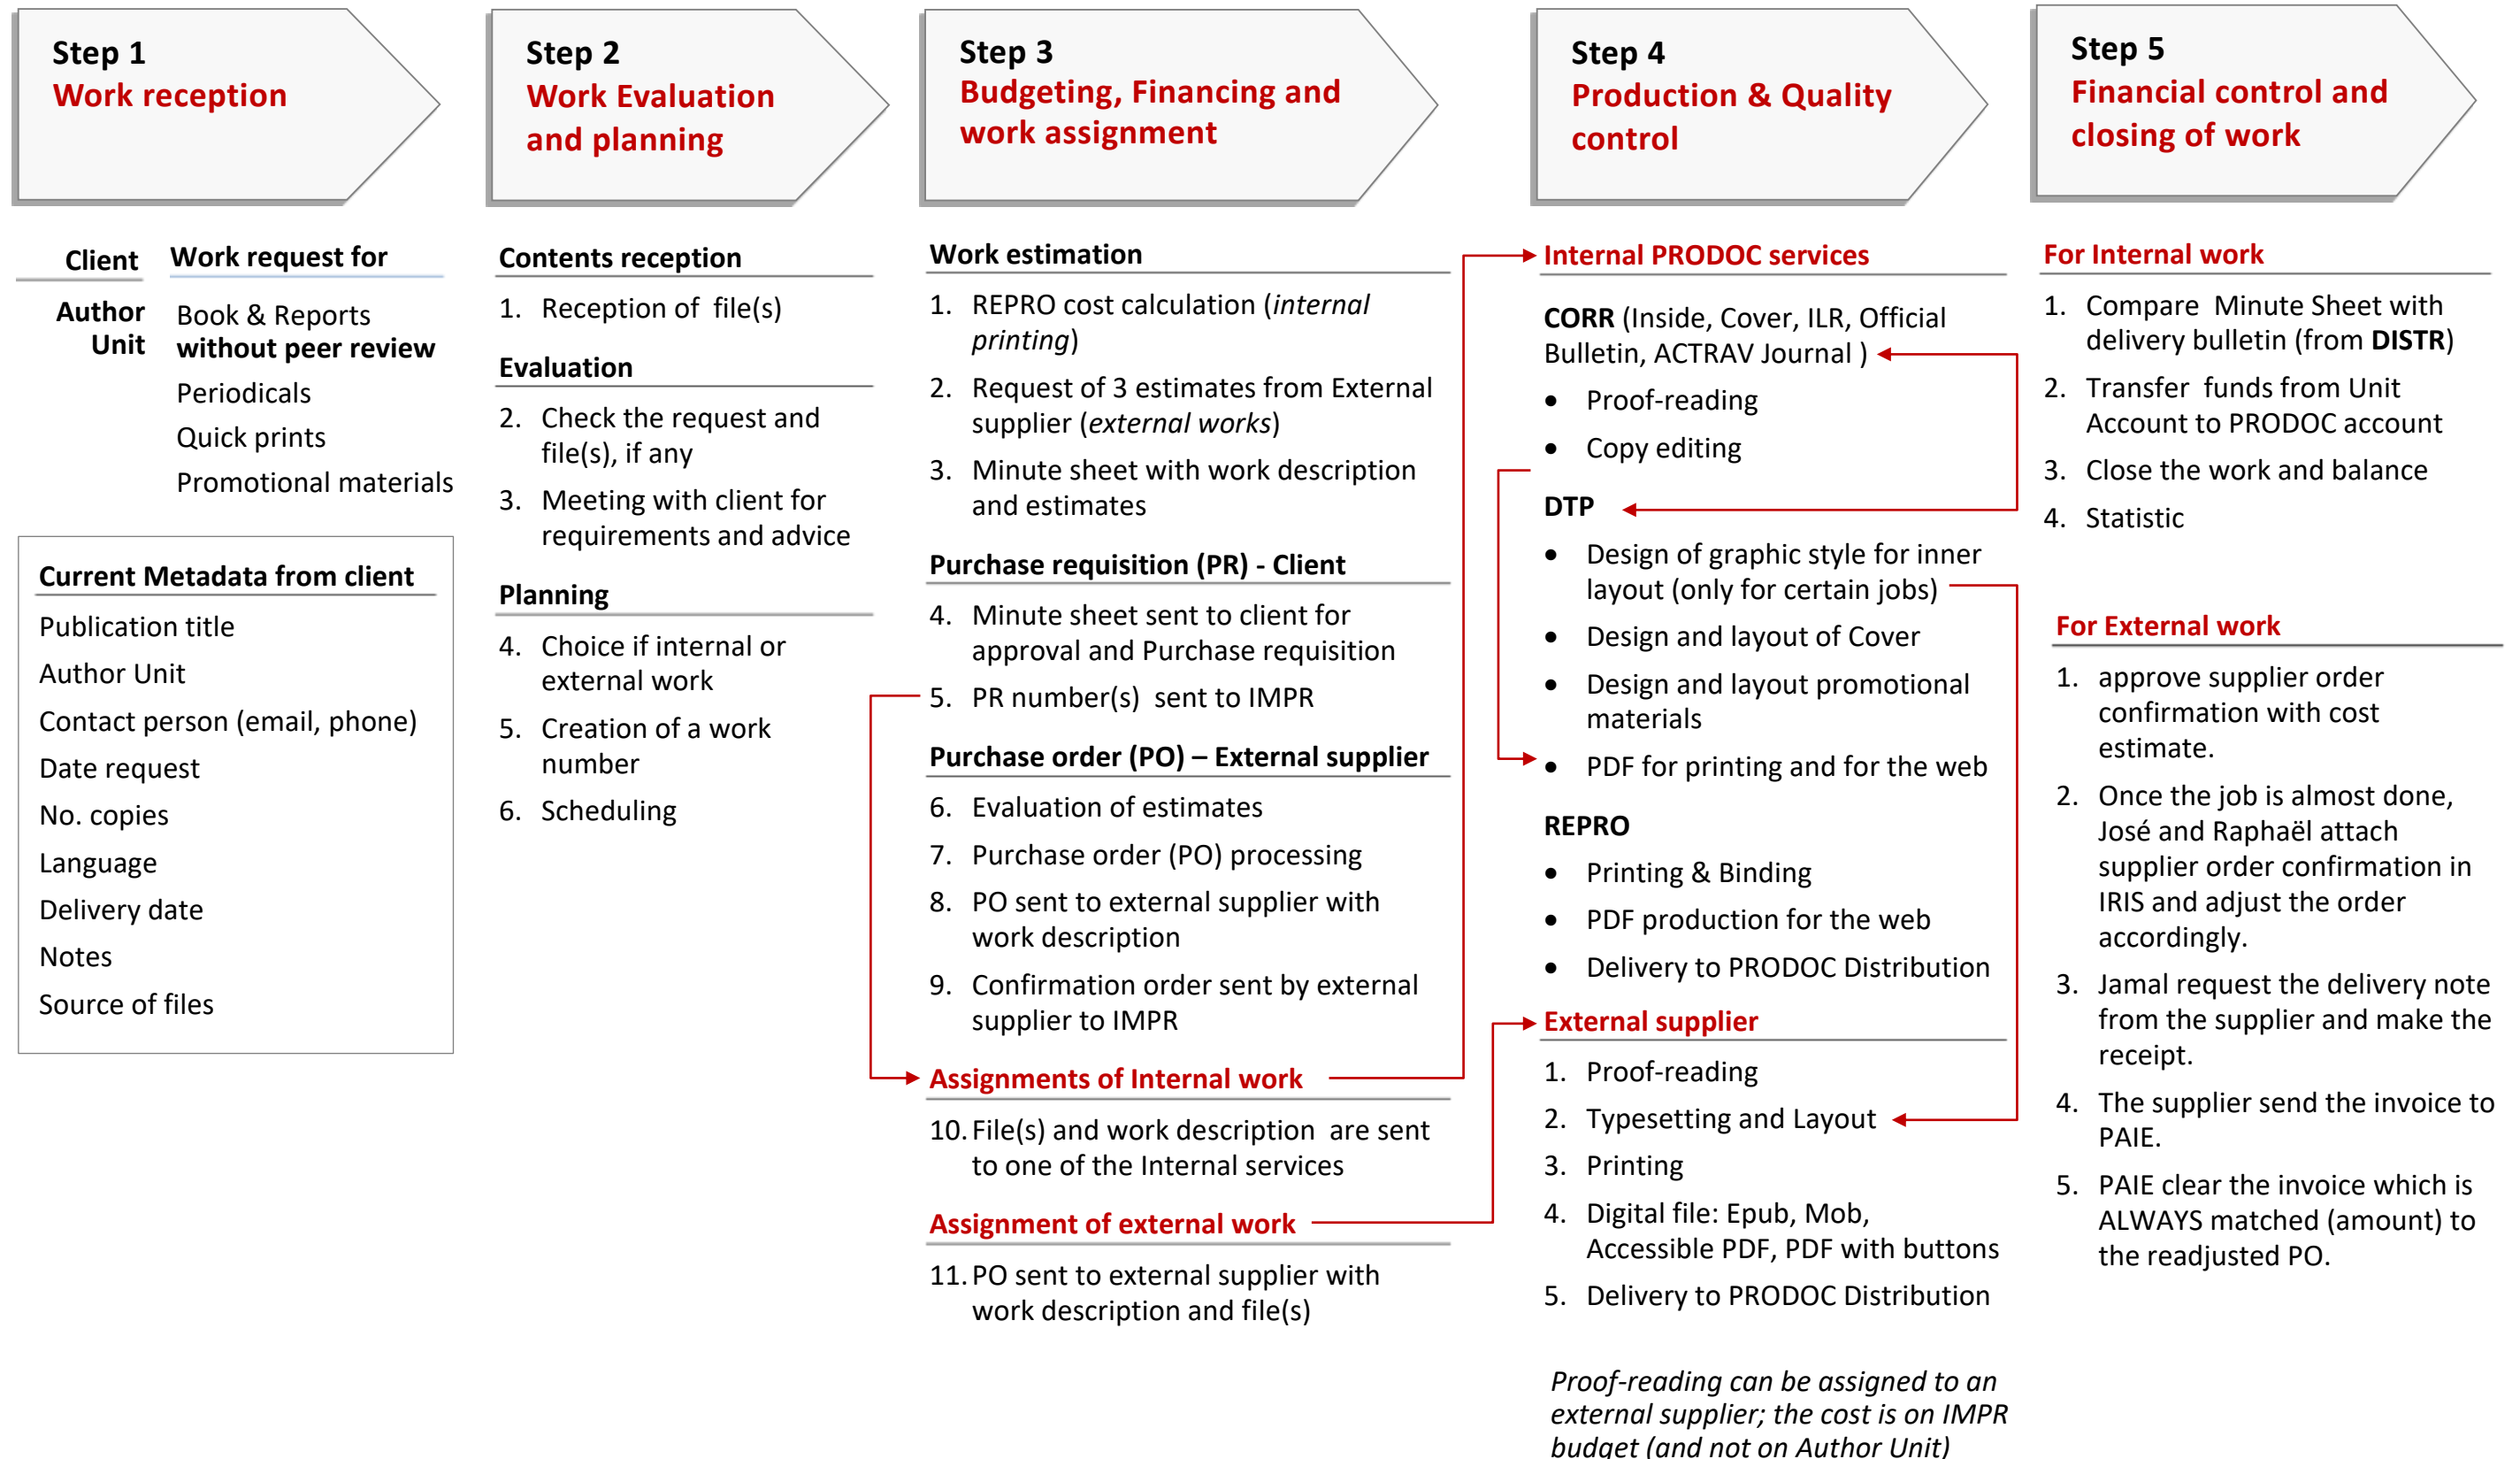 Step 1
Work reception
Client
Work request for
Author
Unit
Book & Reports
without peer review
Periodicals
Quick prints
Promotional materials
Current Metadata from client
Publication title
Author Unit
Contact person (email, phone)
Date request
No. copies
Language
Delivery date
Notes
Source of files
Step 2
Work Evaluation
and planning
Contents reception
1. Reception of file(s)
Evaluation
2. Check the request and
file(s), if any
3. Meeting with client for
requirements and advice
Planning
4. Choice if internal or
external work
5. Creation of a work
number
6. Scheduling
Step 3
Budgeting, Financing and
work assignment
Work estimation
1. REPRO cost calculation (internal
printing)
2. Request of 3 estimates from External
supplier (external works)
3. Minute sheet with work description
and estimates
Purchase requisition (PR) - Client
4. Minute sheet sent to client for
approval and Purchase requisition
5. PR number(s) sent to IMPR
Purchase order (PO) – External supplier
6. Evaluation of estimates
7. Purchase order (PO) processing
8. PO sent to external supplier with
work description
9. Confirmation order sent by external
supplier to IMPR
Assignments of Internal work
10. File(s) and work description are sent
to one of the Internal services
Assignment of external work
11. PO sent to external supplier with
work description and file(s)
Step 4
Production & Quality
control
Internal PRODOC services
CORR (Inside, Cover, ILR, Official
Bulletin, ACTRAV Journal )
• Proof-reading
• Copy editing
DTP
• Design of graphic style for inner
layout (only for certain jobs)
• Design and layout of Cover
• Design and layout promotional
materials
• PDF for printing and for the web
REPRO
• Printing & Binding
• PDF production for the web
• Delivery to PRODOC Distribution
External supplier
1. Proof-reading
2. Typesetting and Layout
3. Printing
4. Digital file: Epub, Mob,
Accessible PDF, PDF with buttons
5. Delivery to PRODOC Distribution
Proof-reading can be assigned to an
external supplier; the cost is on IMPR
budget (and not on Author Unit)
Step 5
Financial control and
closing of work
For Internal work
1. Compare Minute Sheet with
delivery bulletin (from DISTR)
2. Transfer funds from Unit
Account to PRODOC account
3. Close the work and balance
4. Statistic
For External work
1. approve supplier order
confirmation with cost
estimate.
2. Once the job is almost done,
José and Raphaël attach
supplier order confirmation in
IRIS and adjust the order
accordingly.
3. Jamal request the delivery note
from the supplier and make the
receipt.
4. The supplier send the invoice to
PAIE.
5. PAIE clear the invoice which is
ALWAYS matched (amount) to
the readjusted PO.